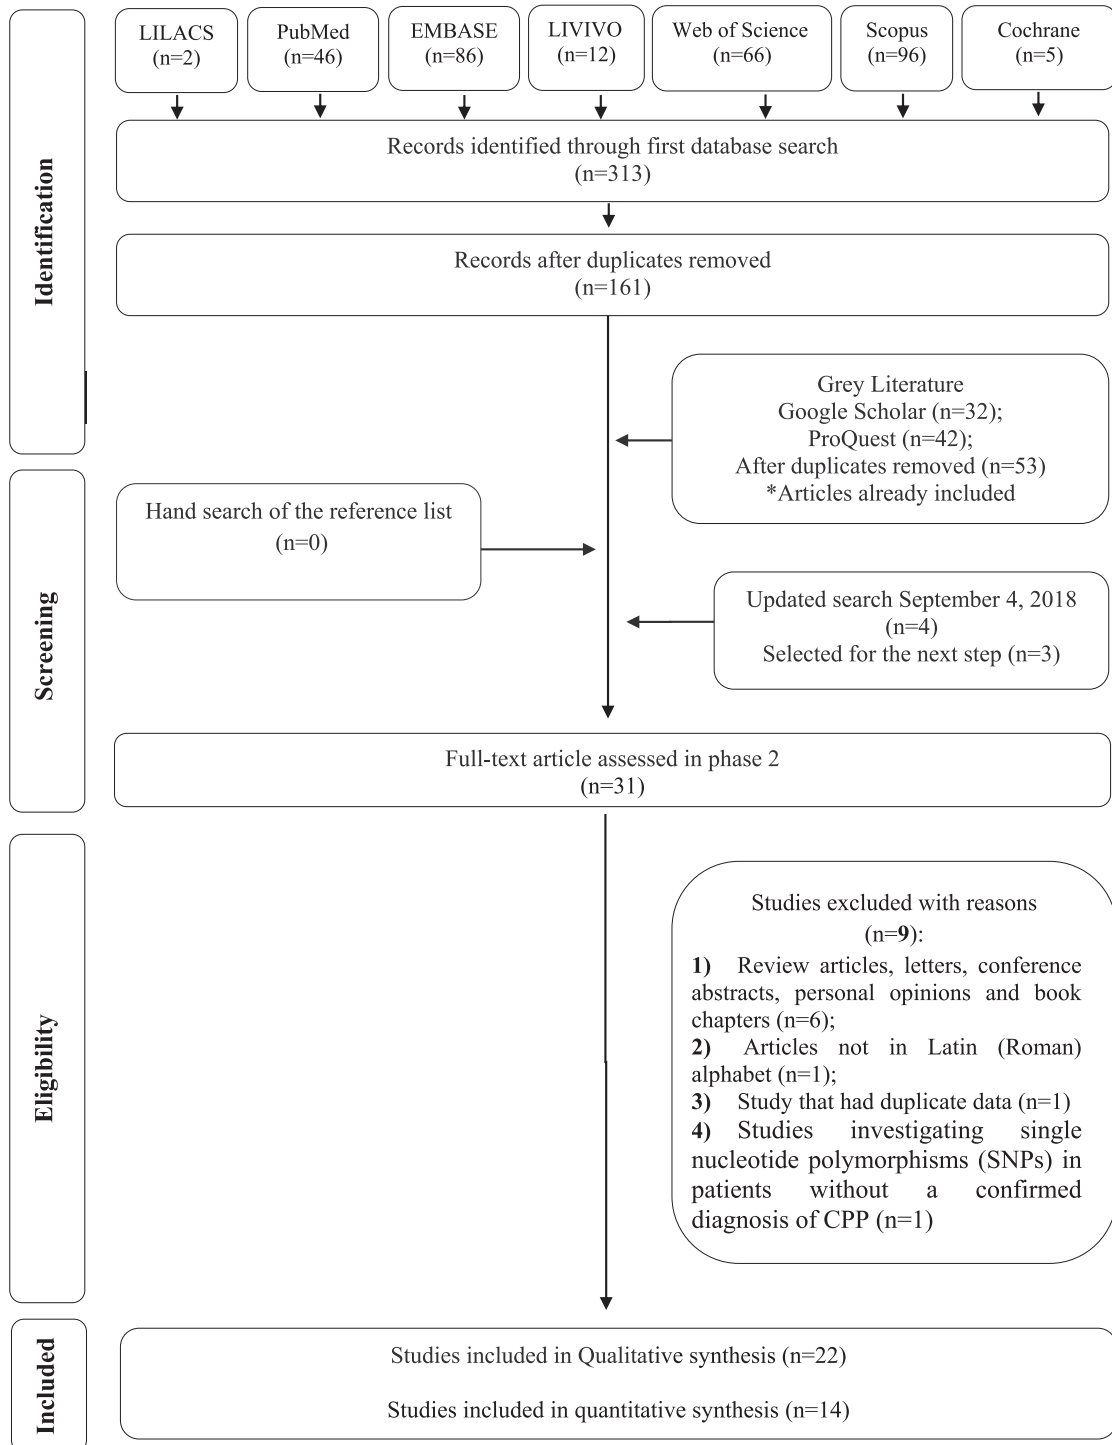 LILACS
(n=2)
PubMed
(n=46)
EMBASE
(n=86)
LIVIVO
(n=12)
Web of Science
(n=66)
Scopus
(n=96)
Cochrane
(n=5)
Identification
Records identified through first database search
(n=313)
Records after duplicates removed
(n=161)
Grey Literature
Google Scholar (n=32);
ProQuest (n=42);
After duplicates removed (n=53)
*Articles already included
Screening
Hand search of the reference list
(n=0)
Updated search September 4, 2018
(n=4)
Selected for the next step (n=3)
Full-text article assessed in phase 2
(n=31)
Eligibility
Studies excluded with reasons
(n=9):
1) Review articles, letters, conference
abstracts, personal opinions and book
chapters (n=6);
2) Articles not in Latin (Roman)
alphabet (n=1);
3) Study that had duplicate data (n=1)
4) Studies investigating single
nucleotide polymorphisms (SNPs) in
patients without a confirmed
diagnosis of CPP (n=1)
Included
Studies included in Qualitative synthesis (n=22)
Studies included in quantitative synthesis (n=14)